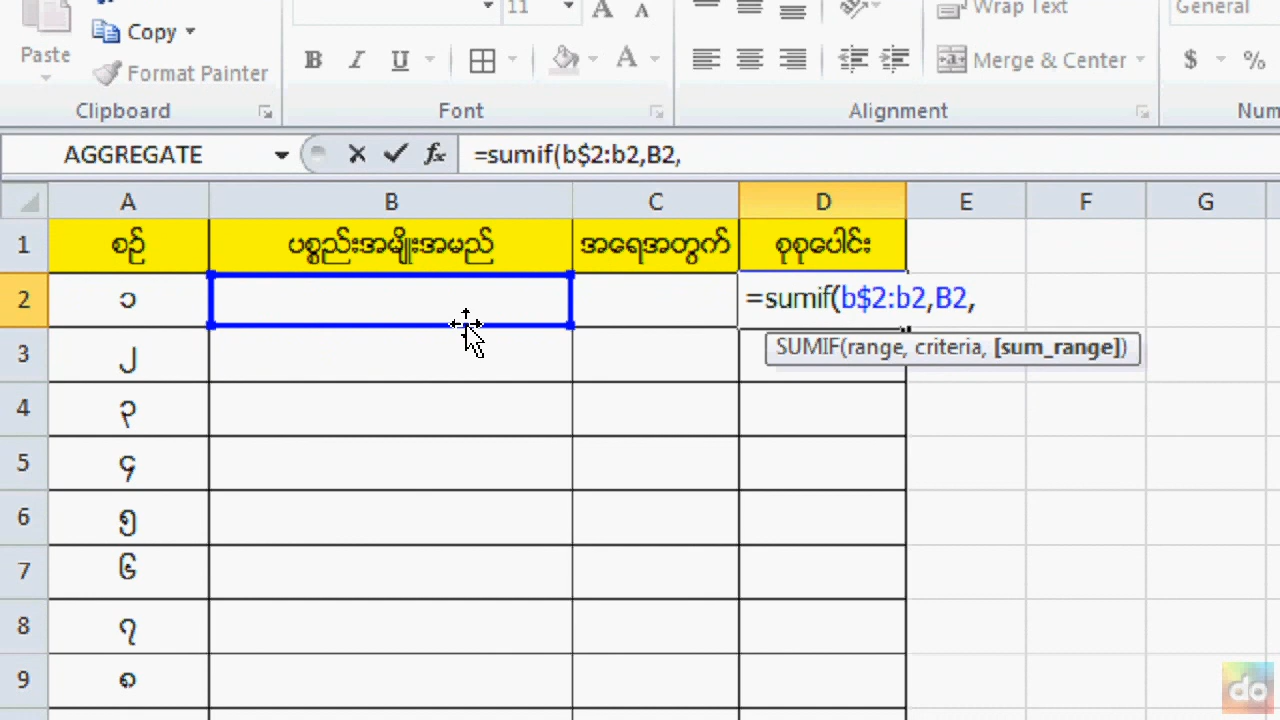 11 A A Wrap Text General
Copy
Paste
Format Painter B I U A Merge & Center $ %
Clipboard Font Alignment Num
AGGREGATE fx =sumif(b$2:b2,B2,
A B C D E F G
1 စဉ် ပစ္စည်းအမျိုးအမည် အရေအတွက် စုစုပေါင်း
2 ၁ =sumif(b$2:b2,B2,
SUMIF(range, criteria, [sum_range])
3 ၂
4 ၃
5 ၄
6 ၅
7 ၆
8 ၇
9 ၈
do